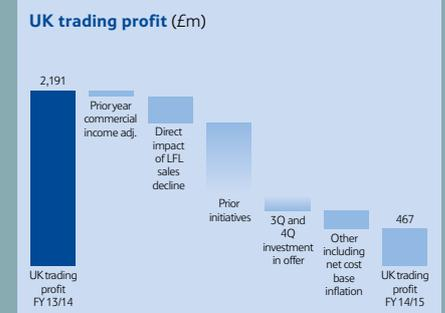 UK trading profit (£m)
2,191
Prior year
commercial
income adj.
Direct
impact
of LFL
sales
decline
Prior
initiatives
3Q and
4Q
investment
in offer
Other
including
net cost
base
inflation
467
UK trading
profit
FY 13/14
UK trading
profit
FY 14/15